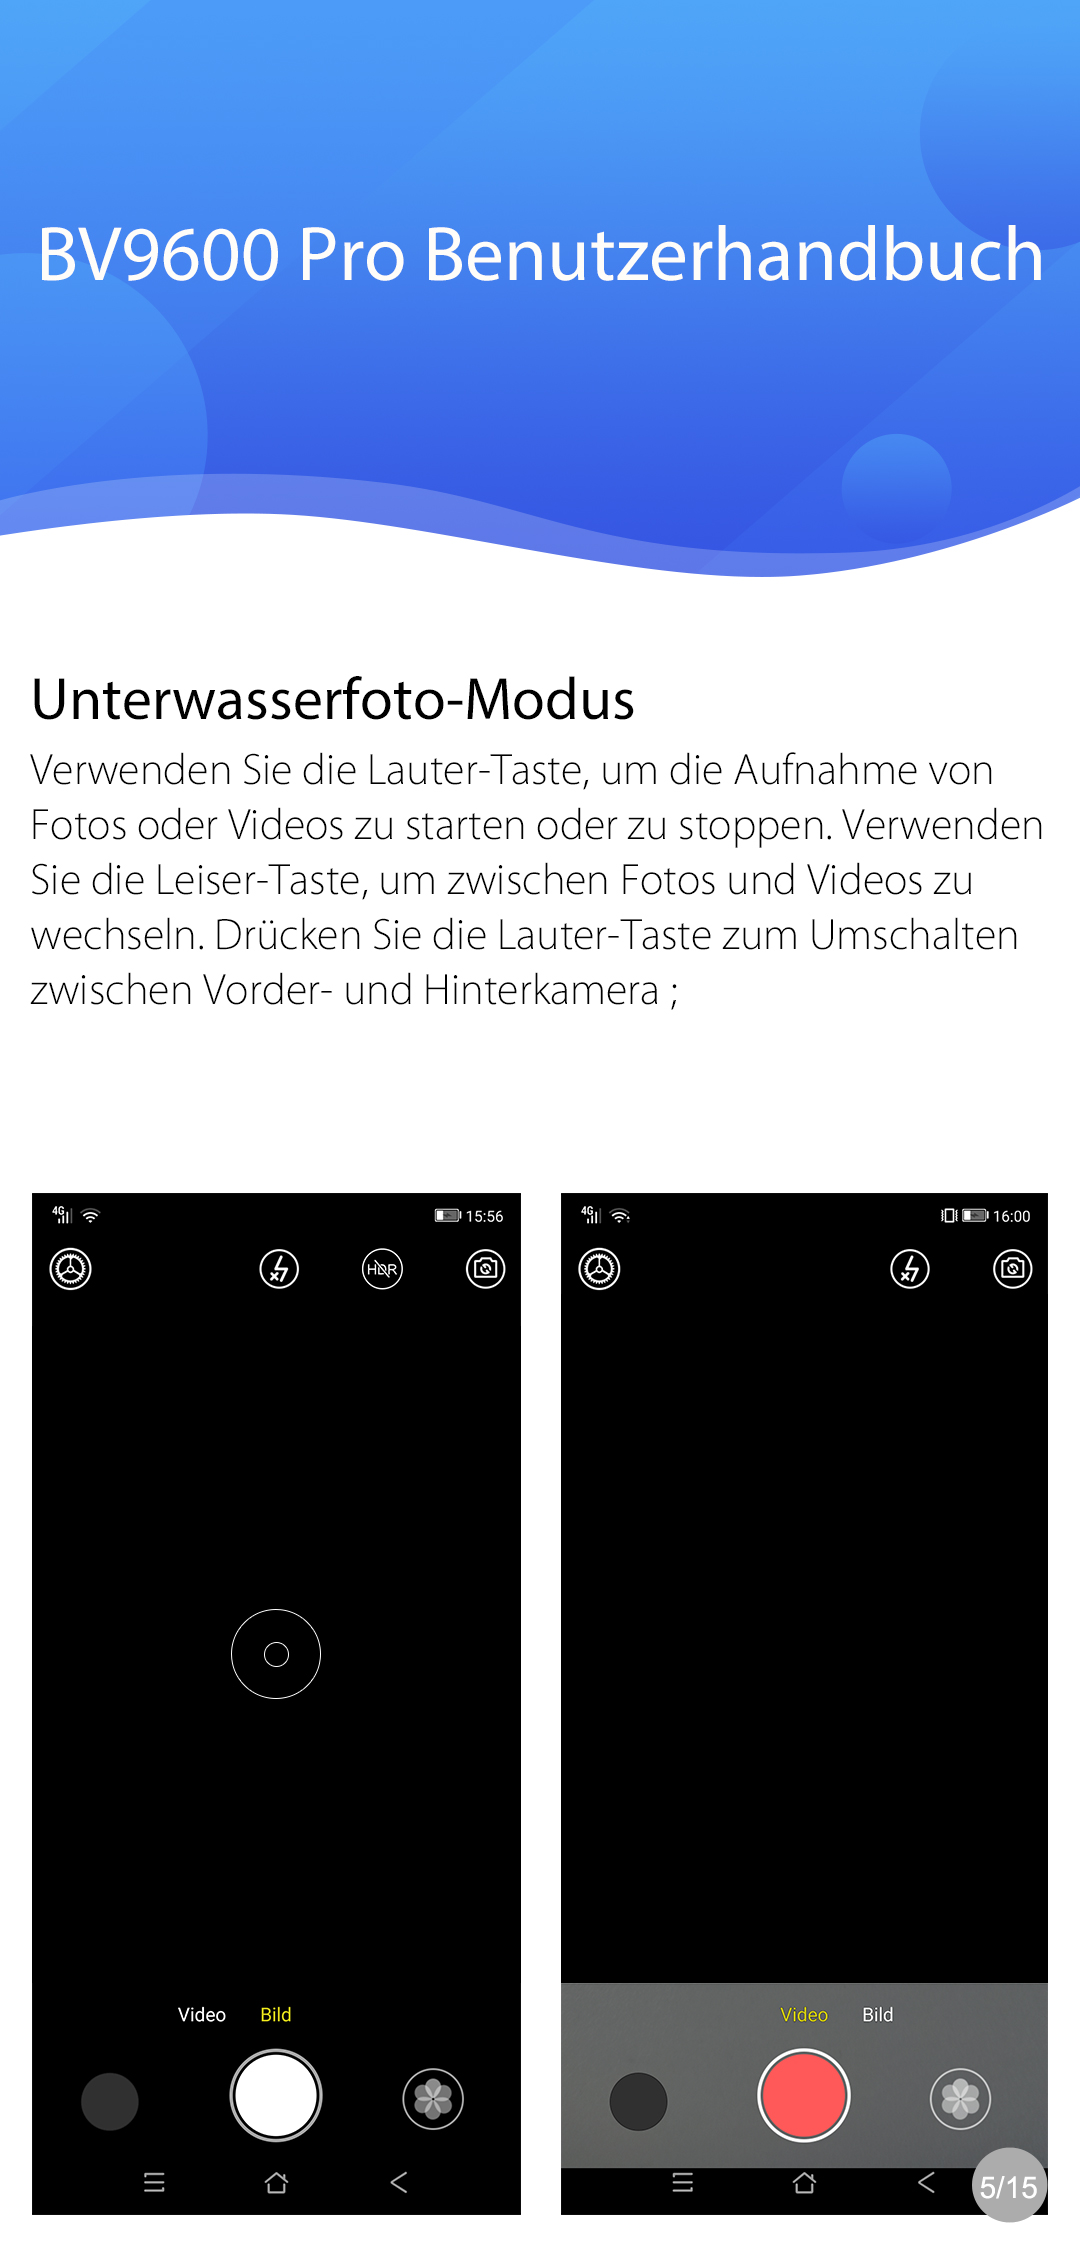 BV9600 Pro Benutzerhandbuch
Unterwasserfoto-Modus
Verwenden Sie die Lauter-Taste, um die Aufnahme von
Fotos oder Videos zu starten oder zu stoppen. Verwenden
Sie die Leiser-Taste, um zwischen Fotos und Videos zu
wechseln. Drücken Sie die Lauter-Taste zum Umschalten
zwischen Vorder- und Hinterkamera ;
4G 15:56
HDR
Video Bild
4G 16:00
Video Bild
5/15